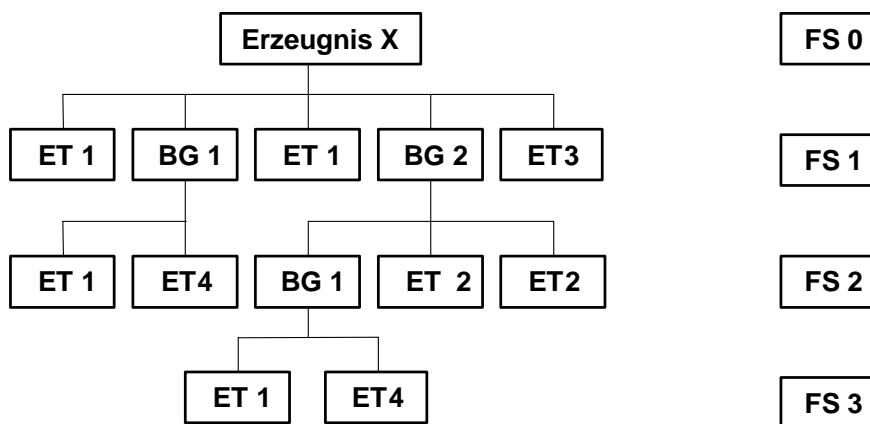 Erzeugnis X FS 0
ET 1 BG 1 ET 1 BG 2 ET3 FS 1
ET 1 ET4 BG 1 ET 2 ET2 FS 2
ET 1 ET4 FS 3